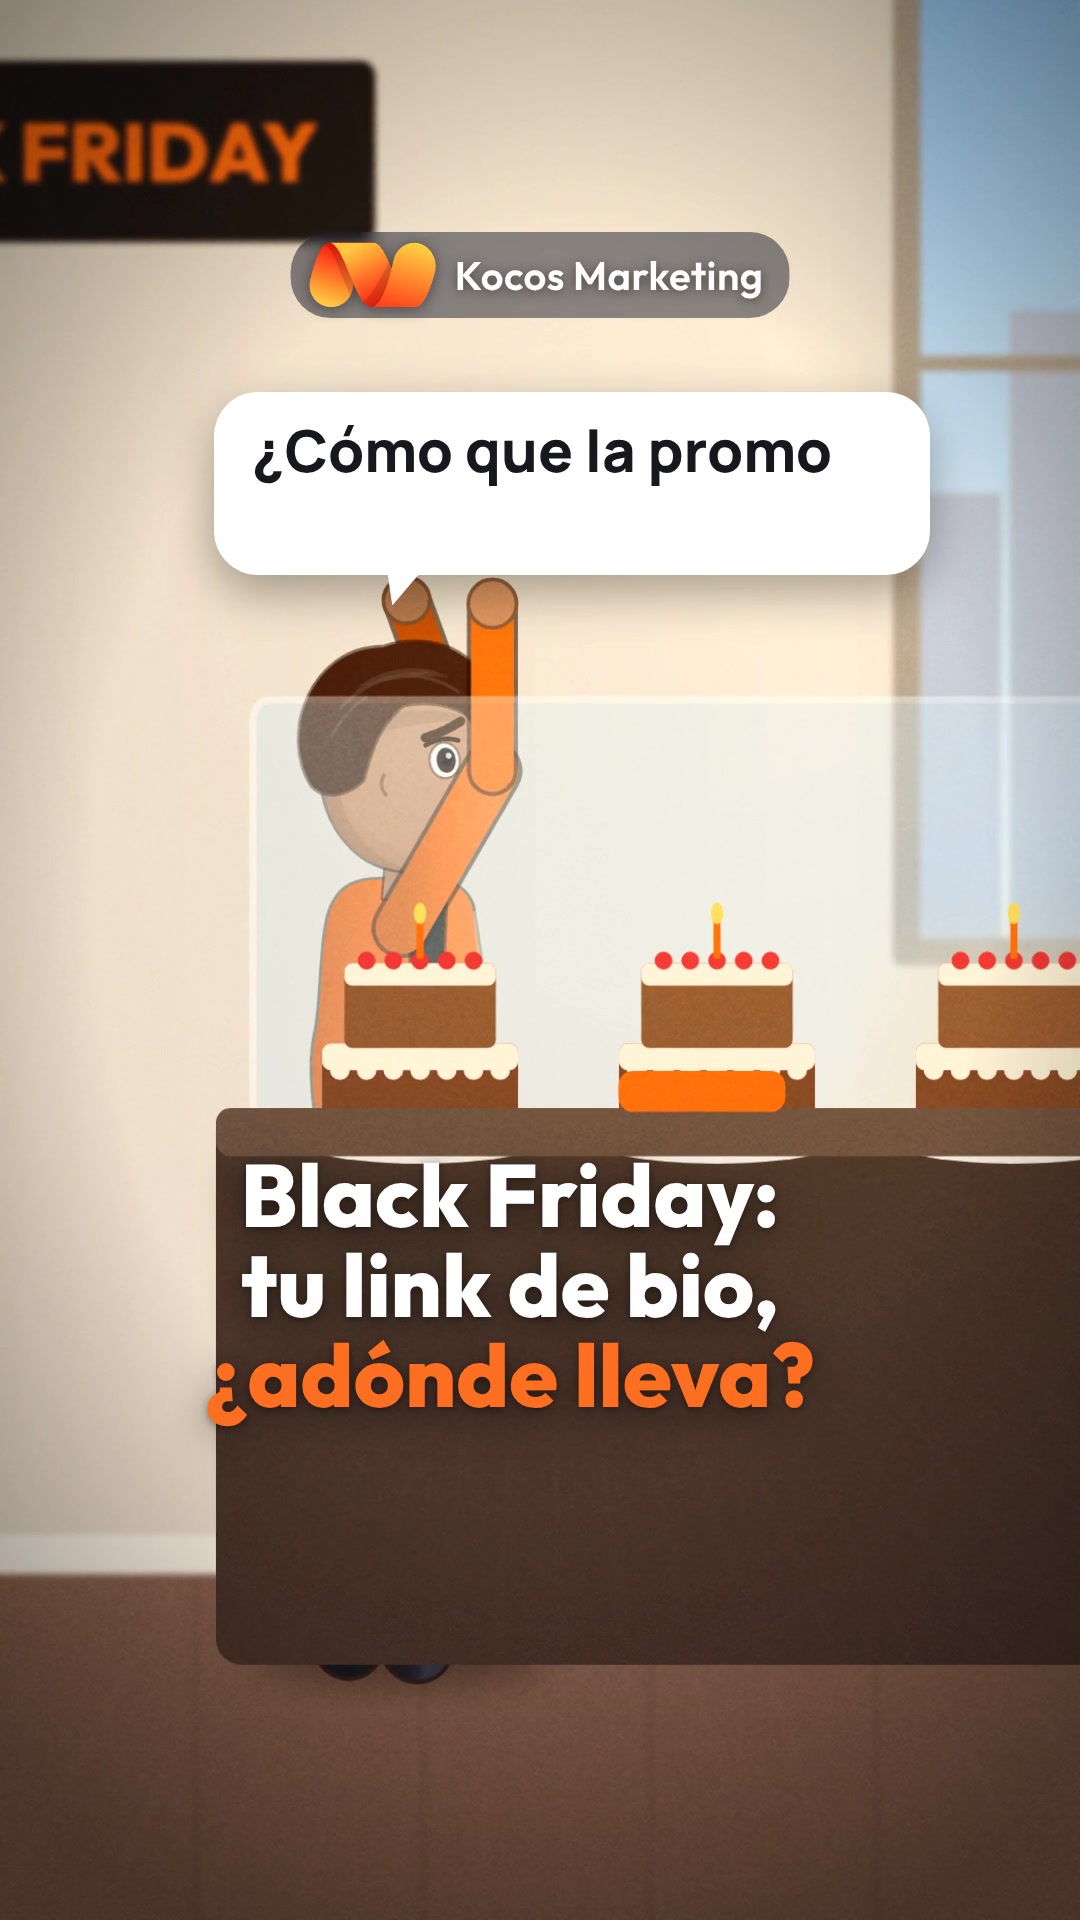 FRIDAY
Kocos Marketing
¿Cómo que la promo
Black Friday:
tu link de bio,
¿adónde lleva?